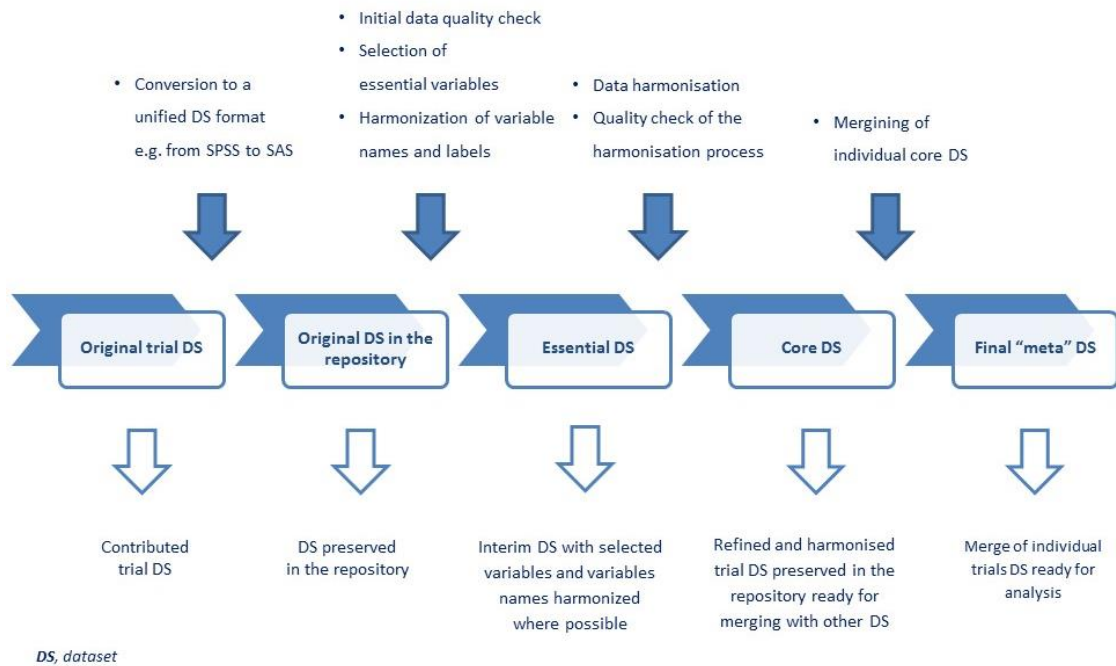 • Conversion to a
unified DS format
e.g. from SPSS to SAS
• Initial data quality check
• Selection of
essential variables
• Harmonization of variable
names and labels
• Data harmonisation
• Quality check of the
harmonisation process
• Mergining of
individual core DS
Original trial DS
Original DS in the
repository
Essential DS
Core DS
Final “meta” DS
Contributed
trial DS
DS preserved
in the repository
Interim DS with selected
variables and variables
names harmonized
where possible
Refined and harmonised
trial DS preserved in the
repository ready for
merging with other DS
Merge of individual
trials DS ready for
analysis
DS, dataset